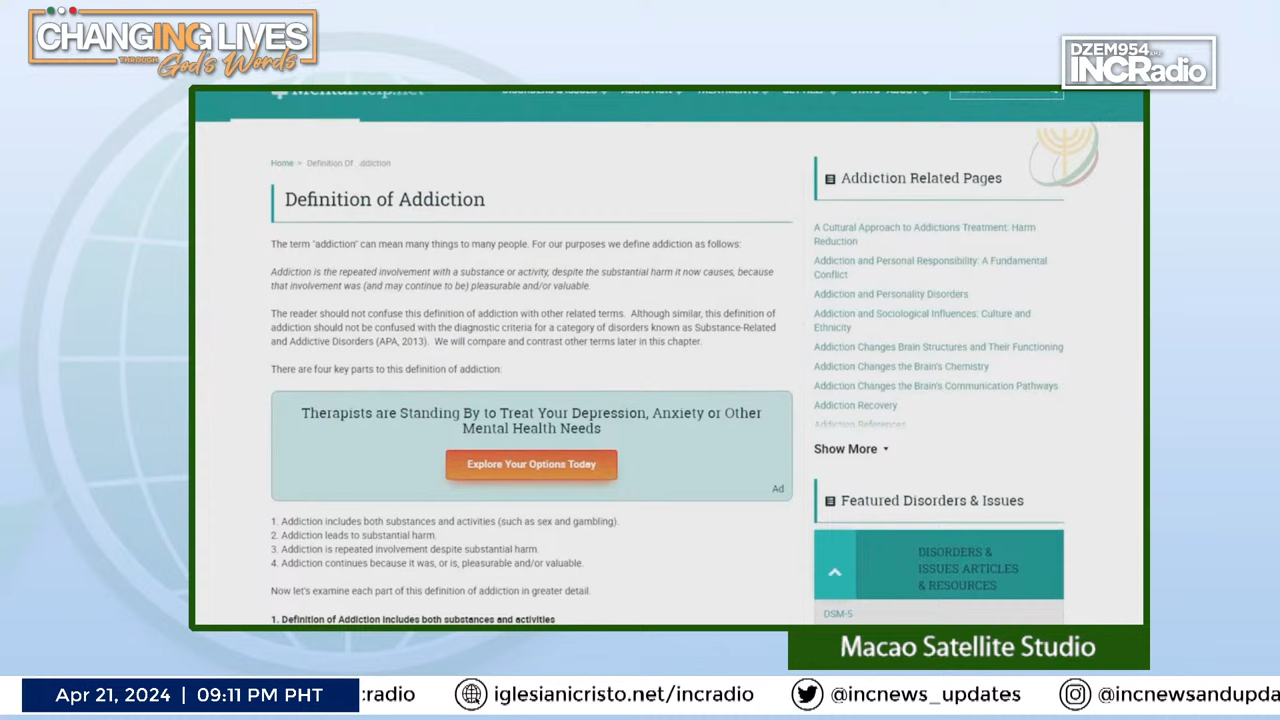 CHANGING LIVES
THROUGH God's Words
DZEM954
INCRadio
MentalHelp.net
Home > Definition Of Addiction
Definition of Addiction
The term "addiction" can mean many things to many people. For our purposes we define addiction as follows:
Addiction is the repeated involvement with a substance or activity, despite the substantial harm it now causes, because
that involvement was (and may continue to be) pleasurable and/or valuable.
The reader should not confuse this definition of addiction with other related terms. Although similar, this definition of
addiction should not be confused with the diagnostic criteria for a category of disorders known as Substance-Related
and Addictive Disorders (APA, 2013). We will compare and contrast other terms later in this chapter.
There are four key parts to this definition of addiction:
Therapists are Standing By to Treat Your Depression, Anxiety or Other
Mental Health Needs
Explore Your Options Today
Ad
1. Addiction includes both substances and activities (such as sex and gambling).
2. Addiction leads to substantial harm.
3. Addiction is repeated involvement despite substantial harm.
4. Addiction continues because it was, or is, pleasurable and/or valuable.
Now let's examine each part of this definition of addiction in greater detail.
1. Definition of Addiction includes both substances and activities
Addiction Related Pages
A Cultural Approach to Addictions Treatment: Harm
Reduction
Addiction and Personal Responsibility: A Fundamental
Conflict
Addiction and Personality Disorders
Addiction and Sociological Influences: Culture and
Ethnicity
Addiction Changes Brain Structures and Their Functioning
Addiction Changes the Brain's Chemistry
Addiction Changes the Brain's Communication Pathways
Addiction Recovery
Addiction References
Show More
Featured Disorders & Issues
DISORDERS &
ISSUES ARTICLES
& RESOURCES
DSM-5
Macao Satellite Studio
Apr 21, 2024 | 09:11 PM PHT
:radio
iglesianicristo.net/incradio
@incnews_updates
@incnewsandupda